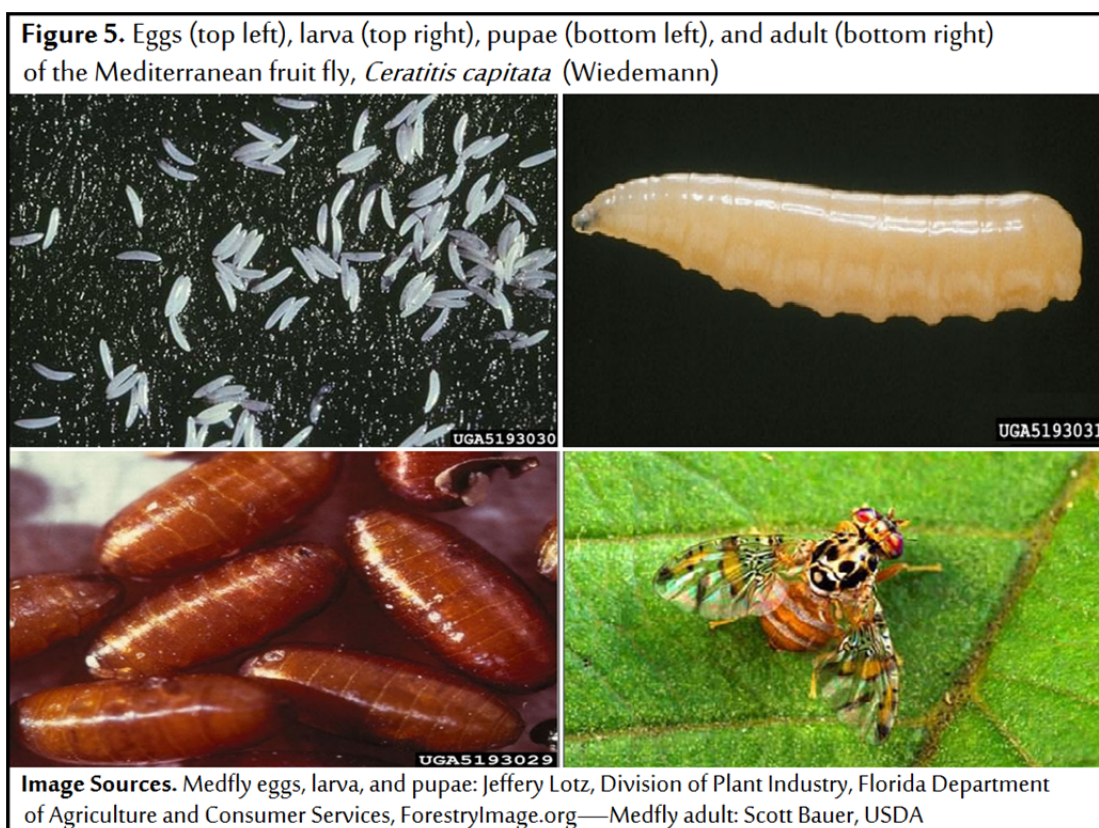 Figure 5. Eggs (top left), larva (top right), pupae (bottom left), and adult (bottom right)
of the Mediterranean fruit fly, Ceratitis capitata (Wiedemann)
UGA5193030
UGA5193031
UGA5193029
Image Sources. Medfly eggs, larva, and pupae: Jeffery Lotz, Division of Plant Industry, Florida Department
of Agriculture and Consumer Services, ForestryImage.org—Medfly adult: Scott Bauer, USDA